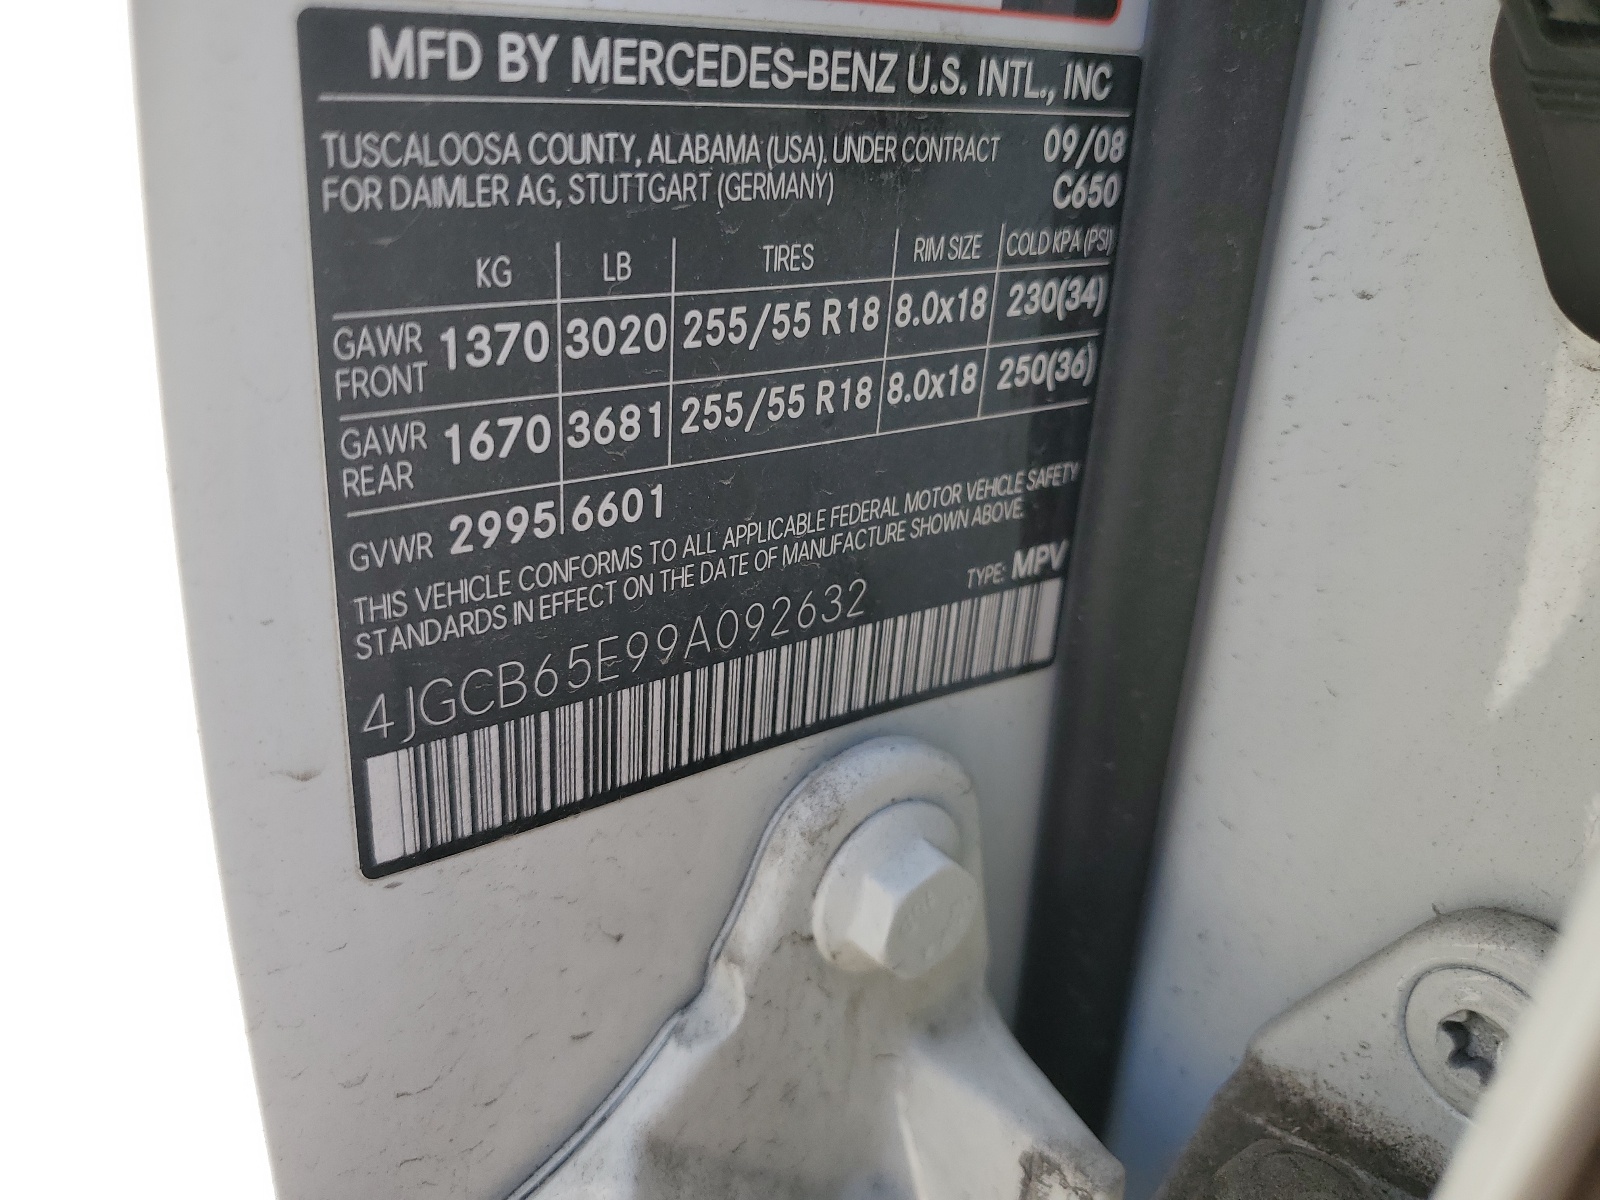 MFD BY MERCEDES-BENZ U.S. INTL., INC
TUSCALOOSA COUNTY, ALABAMA (USA). UNDER CONTRACT 09/08
FOR DAIMLER AG, STUTTGART (GERMANY) C650
KG LB TIRES RIM SIZE COLD KPA (PSI)
GAWR FRONT 1370 3020 255/55 R18 8.0x18 230(34)
GAWR REAR 1670 3681 255/55 R18 8.0x18 250(36)
GVWR 2995 6601
THIS VEHICLE CONFORMS TO ALL APPLICABLE FEDERAL MOTOR VEHICLE SAFETY
STANDARDS IN EFFECT ON THE DATE OF MANUFACTURE SHOWN ABOVE.
4JGCB65E99A092632 TYPE: MPV